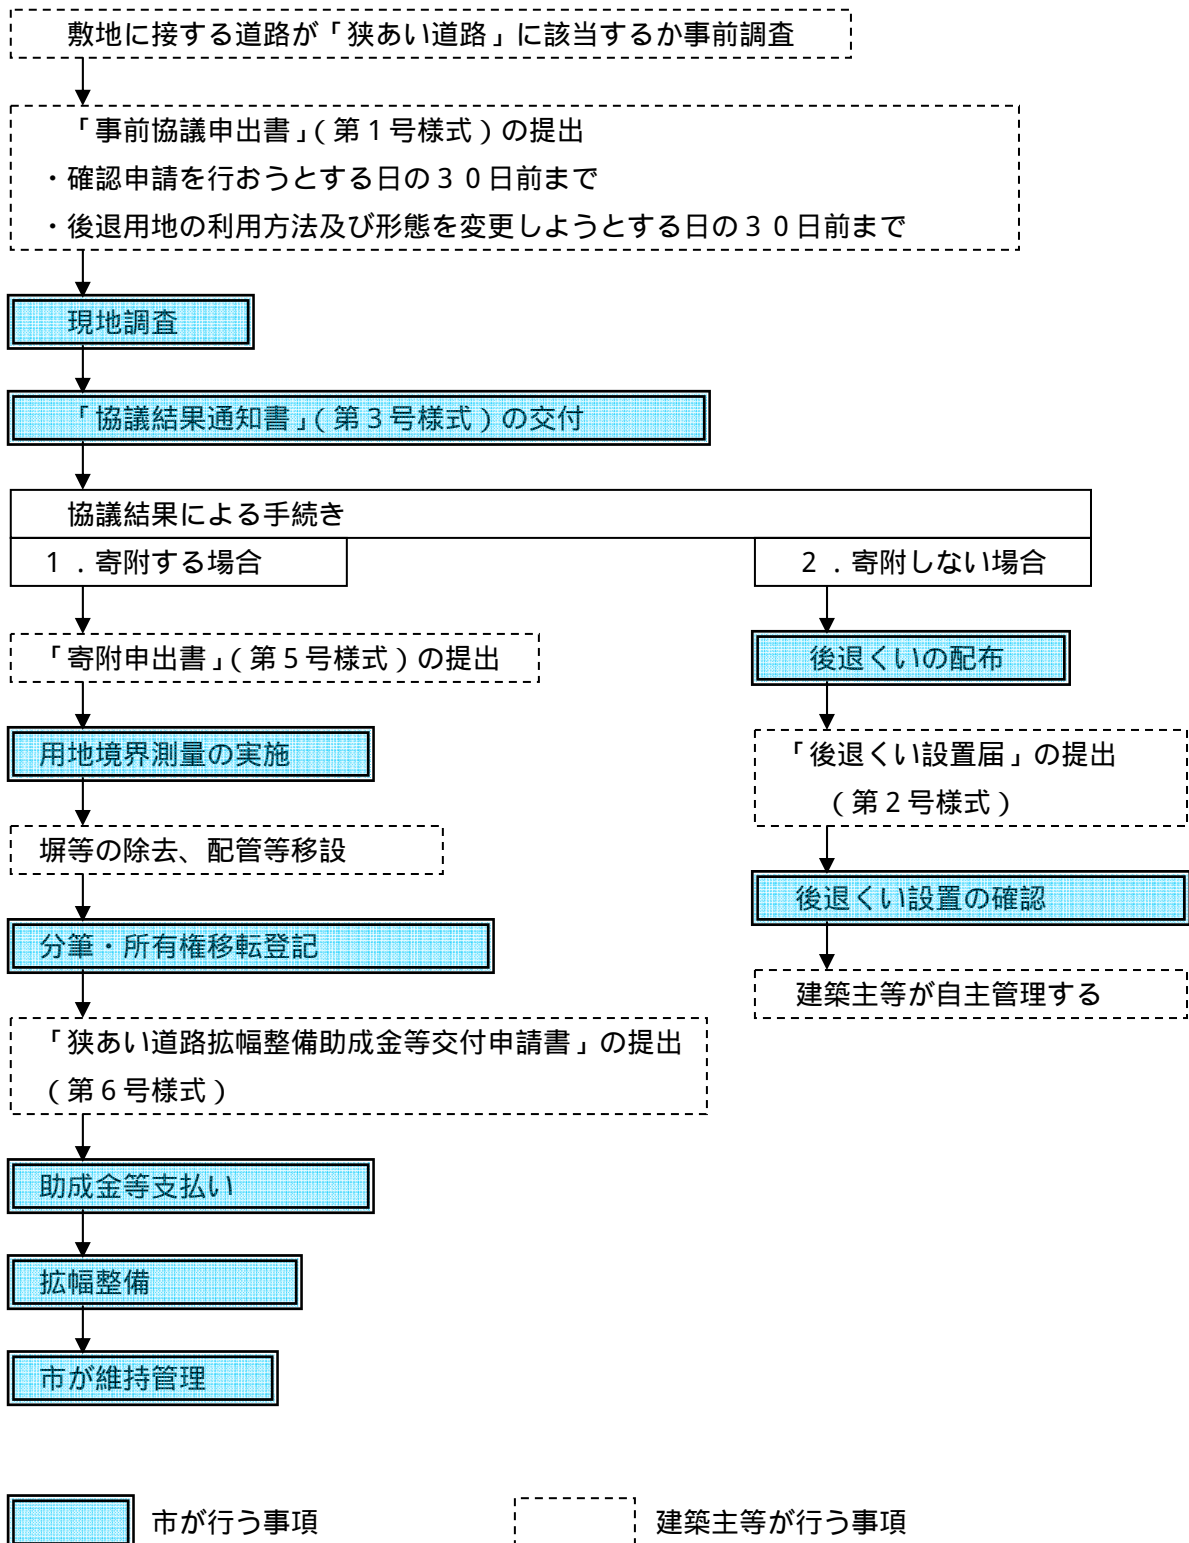 敷地に接する道路が「狭あい道路」に該当するか事前調査
「事前協議申出書」(第1号様式)の提出
・確認申請を行おうとする日の30日前まで
・後退用地の利用方法及び形態を変更しようとする日の30日前まで
現地調査
「協議結果通知書」(第3号様式)の交付
協議結果による手続き
1.寄附する場合
2.寄附しない場合
「寄附申出書」(第5号様式)の提出
後退くいの配布
用地境界測量の実施
「後退くい設置届」の提出
(第2号様式)
塀等の除去、配管等移設
後退くい設置の確認
分筆・所有権移転登記
建築主等が自主管理する
「狭あい道路拡幅整備助成金等交付申請書」の提出
(第6号様式)
助成金等支払い
拡幅整備
市が維持管理
市が行う事項
建築主等が行う事項